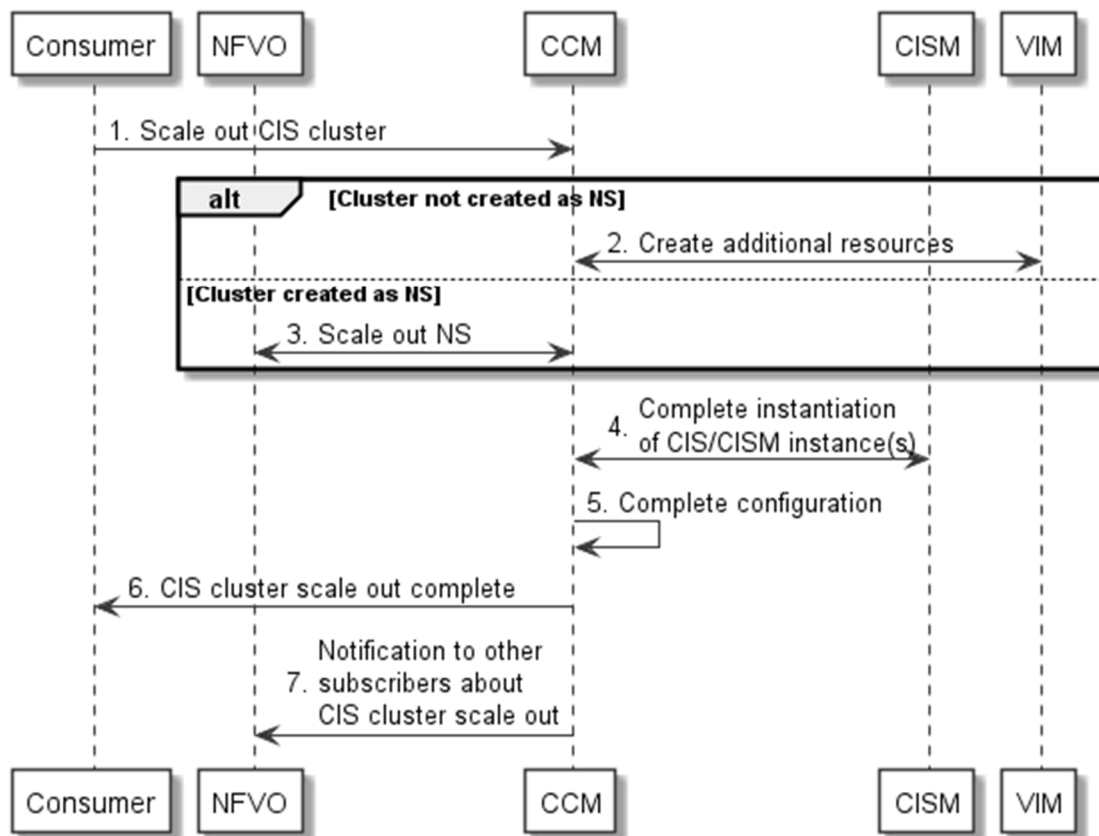 Consumer NFVO CCM CISM VIM
1. Scale out CIS cluster
alt [Cluster not created as NS]
2. Create additional resources
[Cluster created as NS]
3. Scale out NS
Complete instantiation
4. of CIS/CISM instance(s)
5. Complete configuration
6. CIS cluster scale out complete
Notification to other
7. subscribers about
CIS cluster scale out
Consumer NFVO CCM CISM VIM